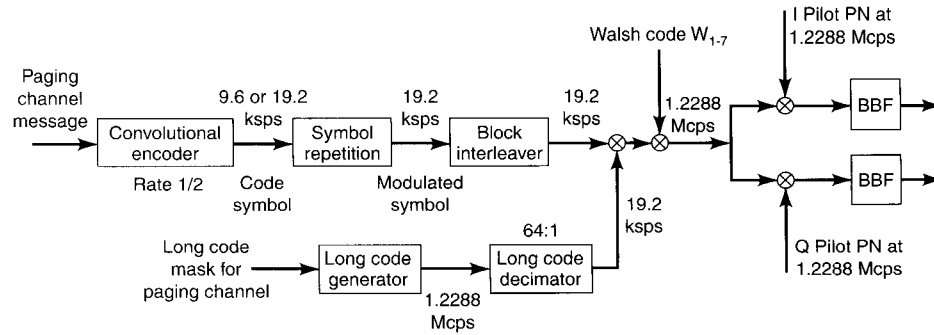 I Pilot PN at
1.2288 Mcps
Walsh code W1-7
Paging
channel
message
9.6 or 19.2
ksps
19.2
ksps
19.2
ksps
1.2288
Mcps
BBF
Convolutional
encoder
Symbol
repetition
Block
interleaver
Rate 1/2
Code
symbol
Modulated
symbol
BBF
19.2
ksps
64:1
Long code
mask for
paging channel
Long code
generator
Long code
decimator
1.2288
Mcps
Q Pilot PN at
1.2288 Mcps